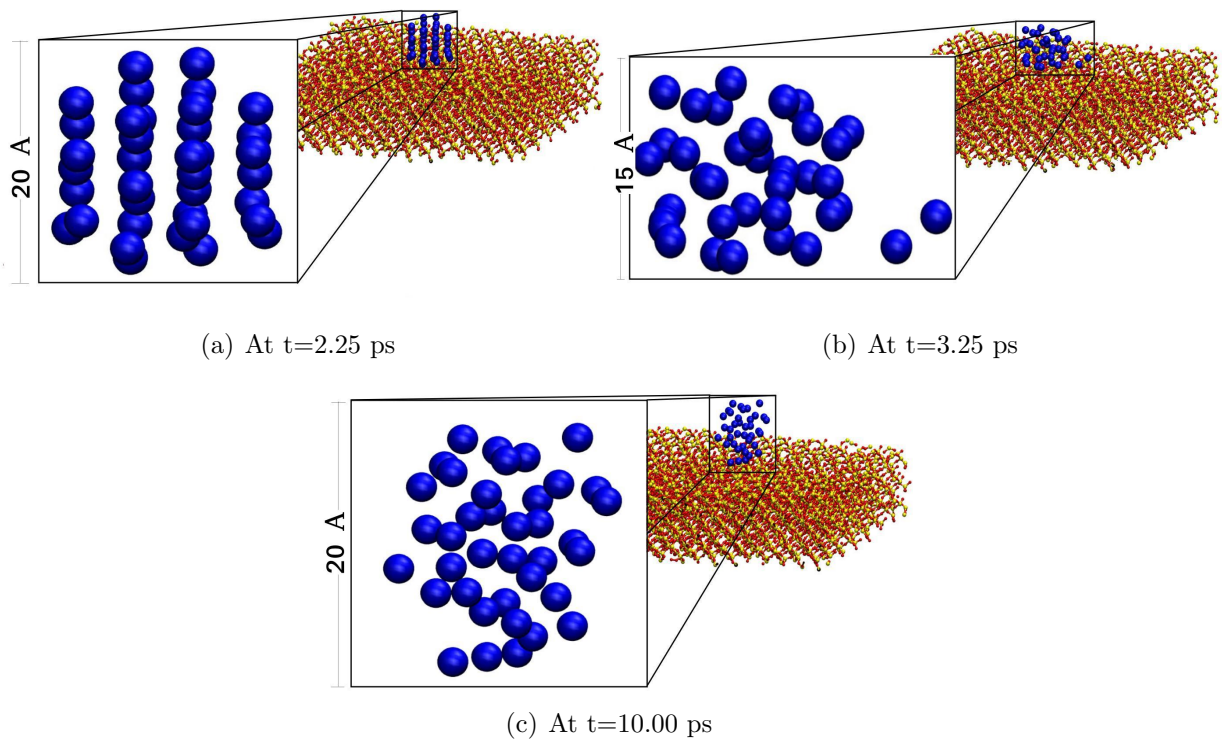 20 A
15 A
(a) At t=2.25 ps
(b) At t=3.25 ps
20 A
(c) At t=10.00 ps